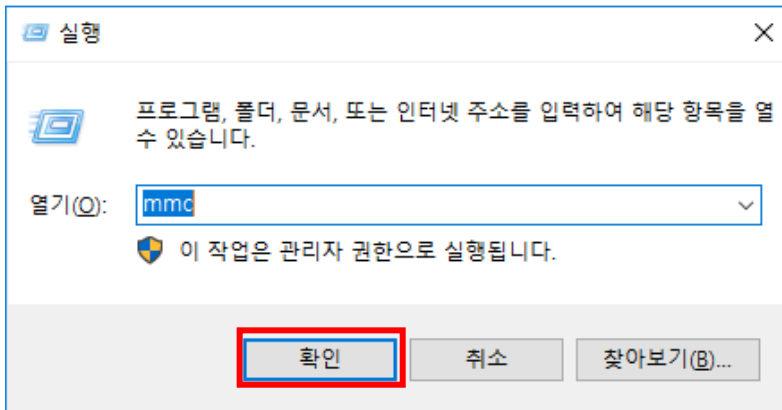 실행
프로그램, 폴더, 문서, 또는 인터넷 주소를 입력하여 해당 항목을 열
수 있습니다.
열기(O): mmc
이 작업은 관리자 권한으로 실행됩니다.
확인 취소 찾아보기(B)...